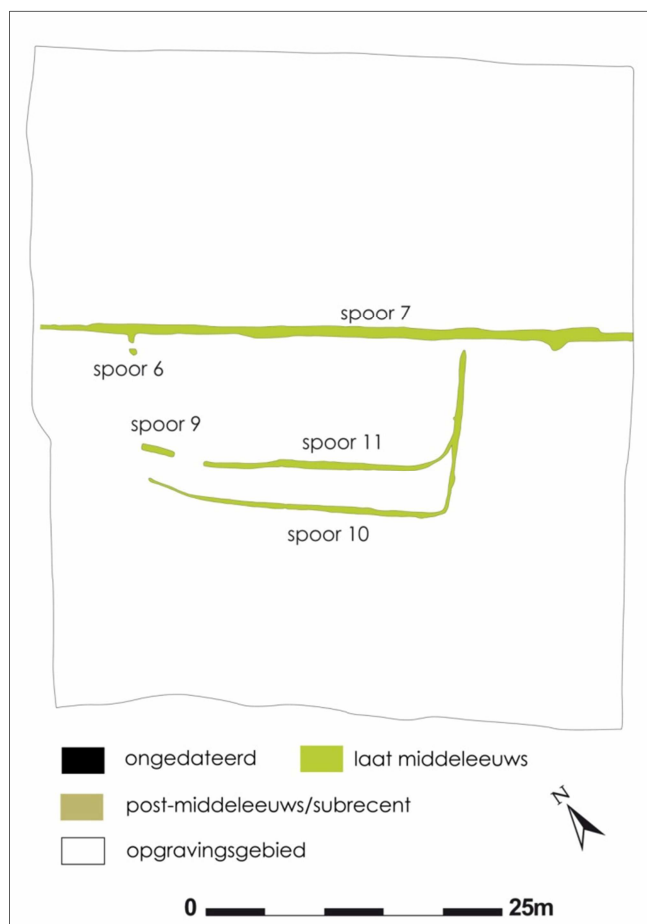 spoor 7
spoor 6
spoor 9
spoor 11
spoor 10
ongedateerd
laat middeleeuws
post-middeleeuws/subrecent
opgravingsgebied
N
0 25m